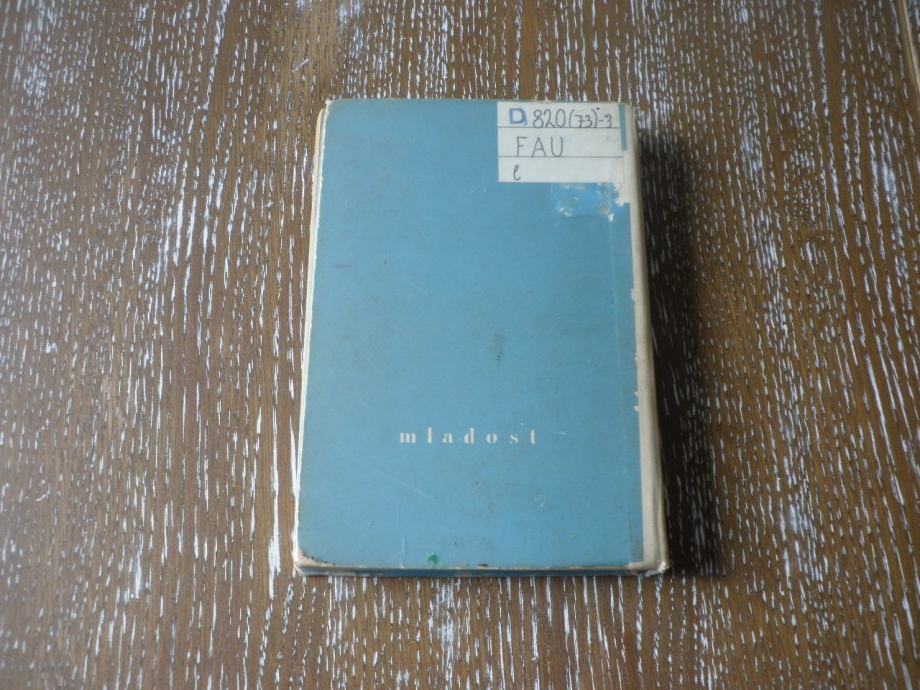 D 820(73)-3
FAU
l
mladost